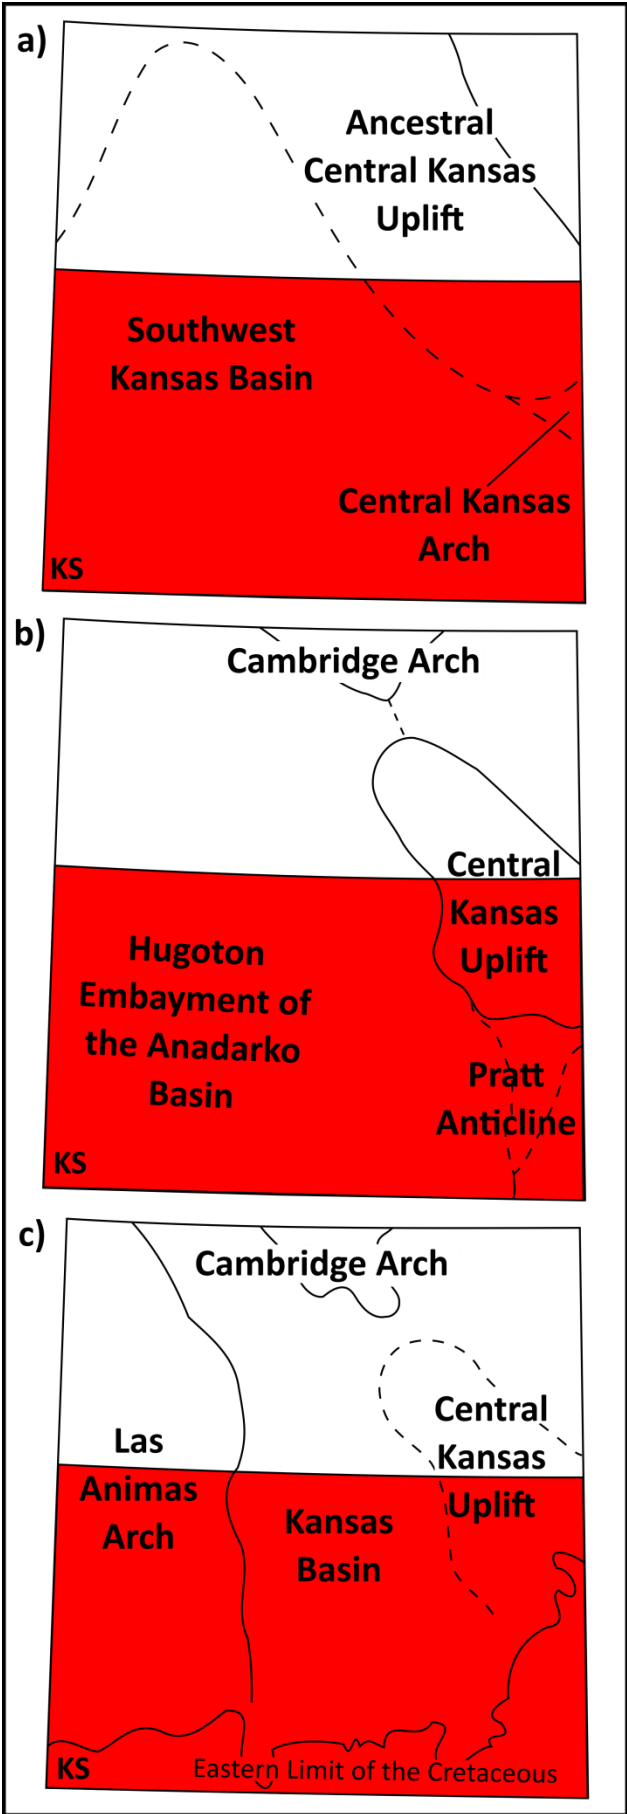 a)
Ancestral
Central Kansas
Uplift
Southwest
Kansas Basin
Central Kansas
Arch
KS
b)
Cambridge Arch
Central
Kansas
Uplift
Hugoton
Embayment of
the Anadarko
Basin
Pratt
Anticline
KS
c)
Cambridge Arch
Central
Kansas
Uplift
Las
Animas
Arch
Kansas
Basin
KS
Eastern Limit of the Cretaceous